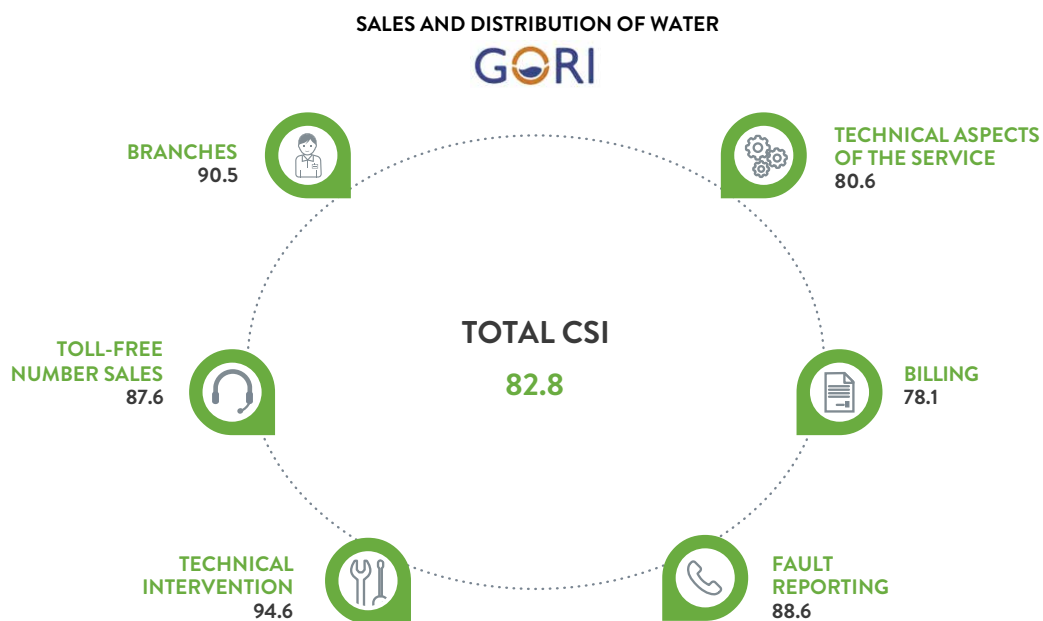 SALES AND DISTRIBUTION OF WATER
GORI
BRANCHES
90.5
TECHNICAL ASPECTS
OF THE SERVICE
80.6
TOTAL CSI
82.8
TOLL-FREE
NUMBER SALES
87.6
BILLING
78.1
TECHNICAL
INTERVENTION
94.6
FAULT
REPORTING
88.6